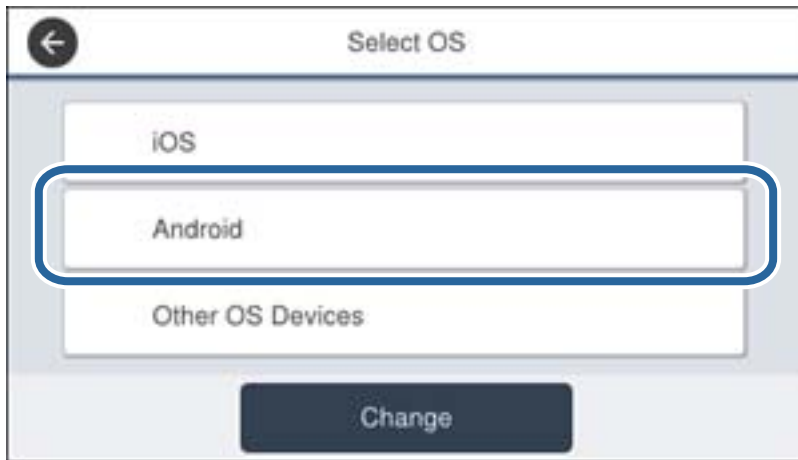 Select OS
iOS
Android
Other OS Devices
Change